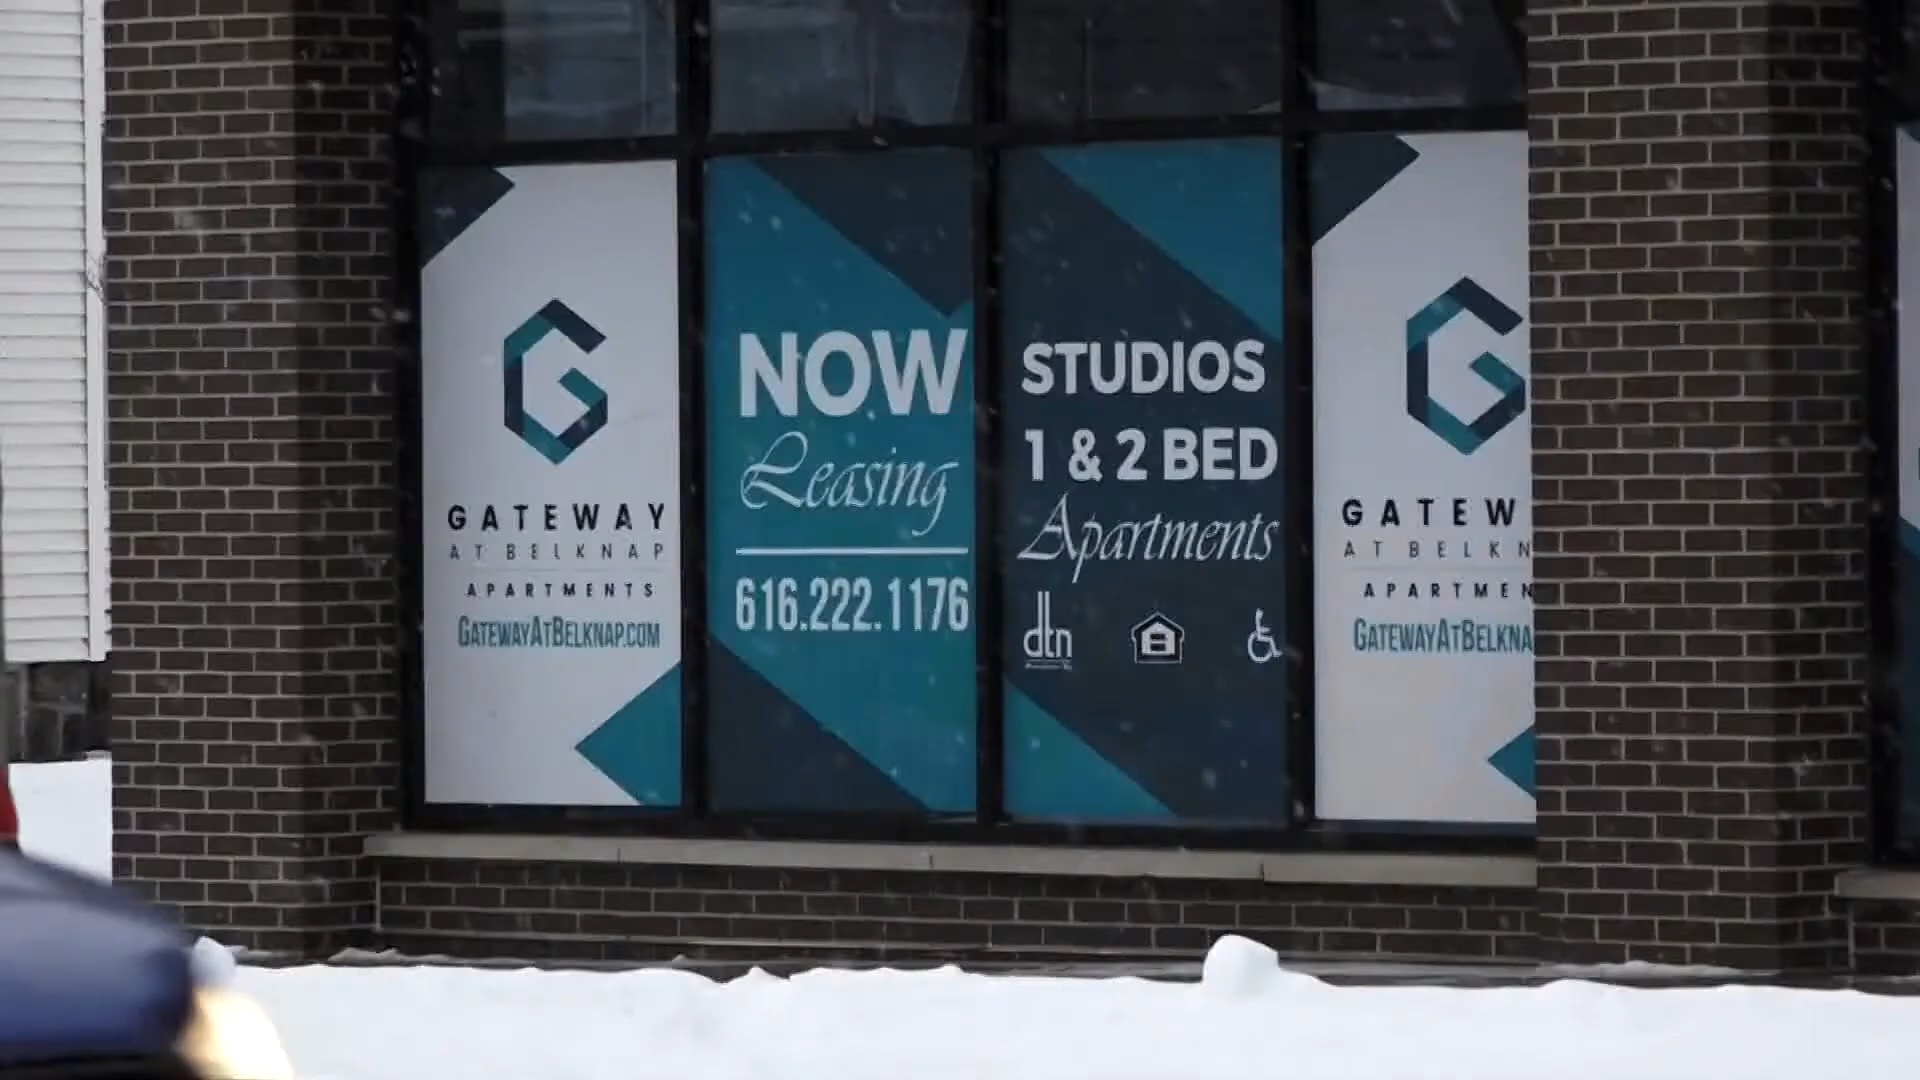 GATEWAY
AT BELKNAP
APARTMENTS
GATEWAYATBELKNAP.COM
NOW
Leasing
616.222.1176
STUDIOS
1 & 2 BED
Apartments
dtn
GATEW
AT BELKN
APARTMEN
GATEWAYATBELKNA